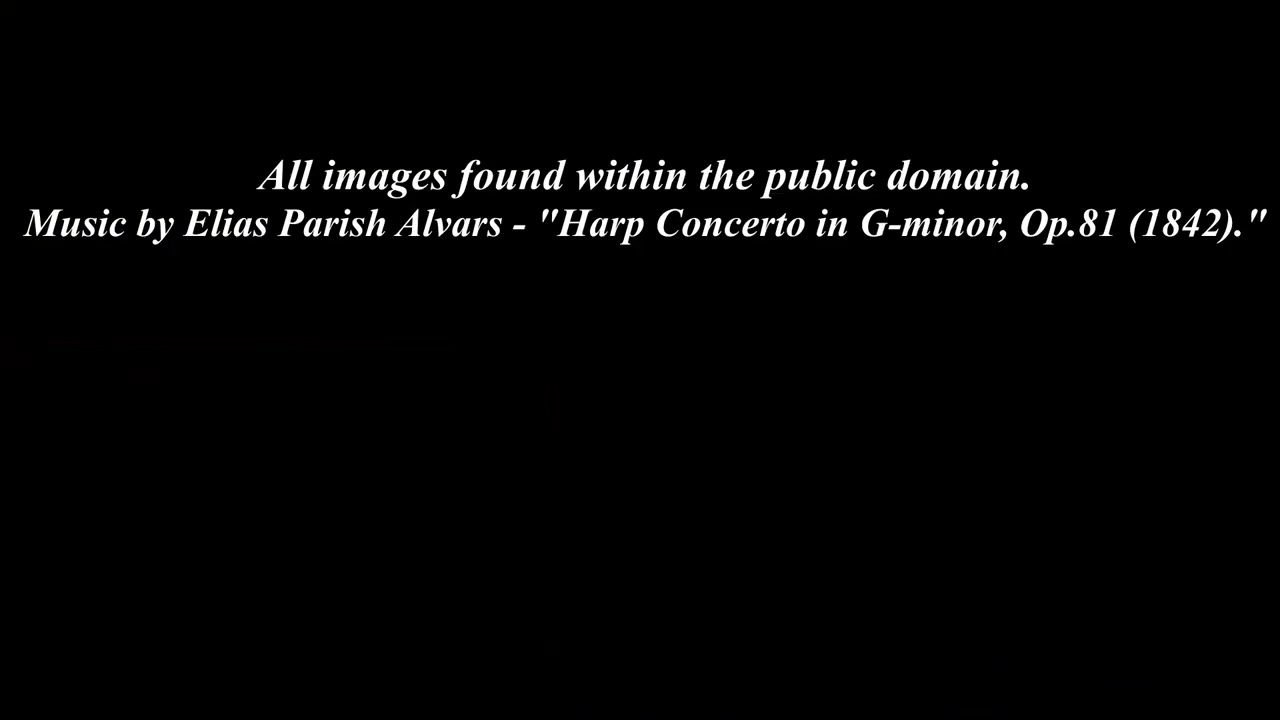 All images found within the public domain.
Music by Elias Parish Alvars - "Harp Concerto in G-minor, Op.81 (1842)."